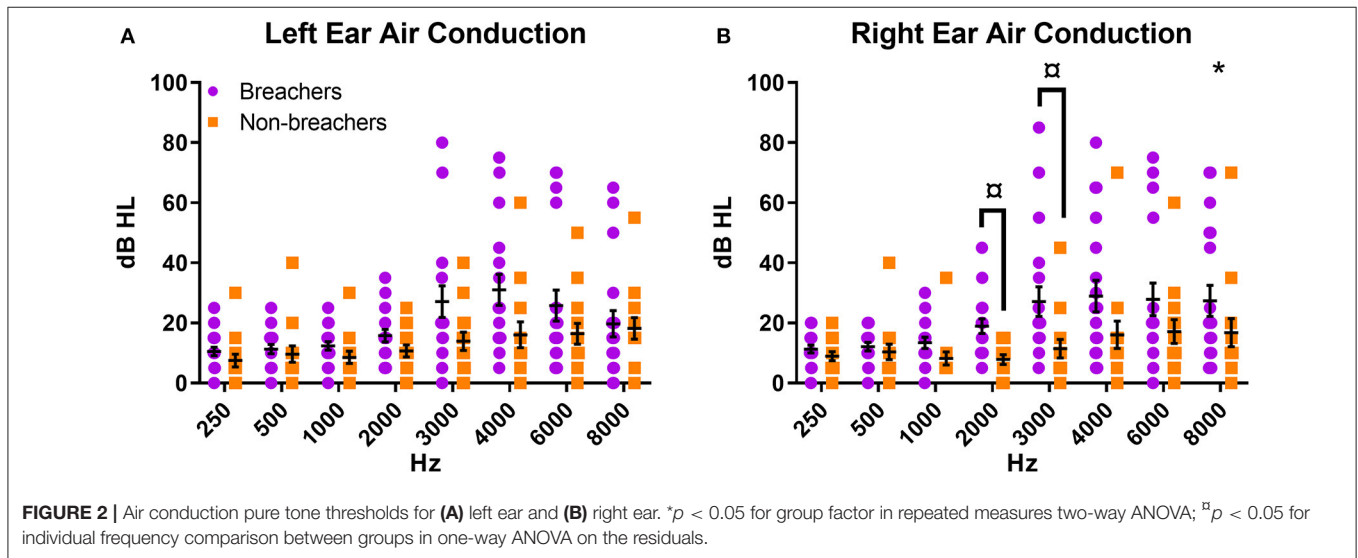 A Left Ear Air Conduction
100
80
60
40
20
0
dB HL
Breachers
Non-breachers
250 500 1000 2000 3000 4000 6000 8000
Hz
B Right Ear Air Conduction
100
80
60
40
20
0
dB HL
¤
¤
*
250 500 1000 2000 3000 4000 6000 8000
Hz
FIGURE 2 | Air conduction pure tone thresholds for (A) left ear and (B) right ear. *p < 0.05 for group factor in repeated measures two-way ANOVA; ¤p < 0.05 for
individual frequency comparison between groups in one-way ANOVA on the residuals.